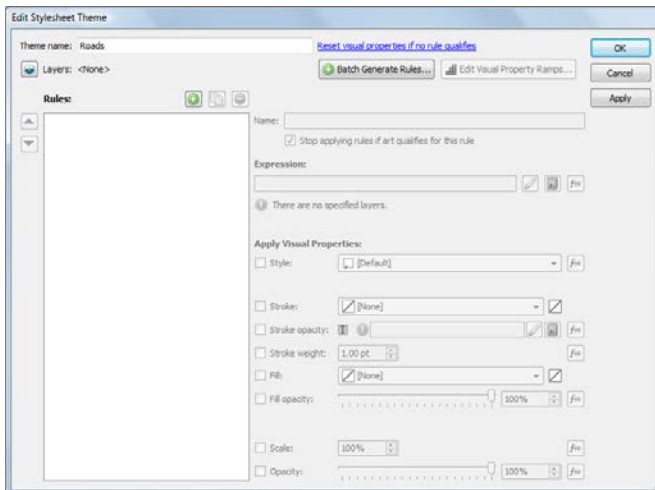 Edit Stylesheet Theme
Theme name: Roads Reset visual properties if no rule qualifies OK
Layers: <None> Batch Generate Rules... Edit Visual Property Ramps... Cancel
Rules: Apply
Name:
Stop applying rules if art qualifies for this rule
Expression:
There are no specified layers.
Apply Visual Properties:
Style: [Default]
Stroke: [None]
Stroke opacity:
Stroke weight: 1.00 pt
Fill: [None]
Fill opacity: 100%
Scale: 100%
Opacity: 100%